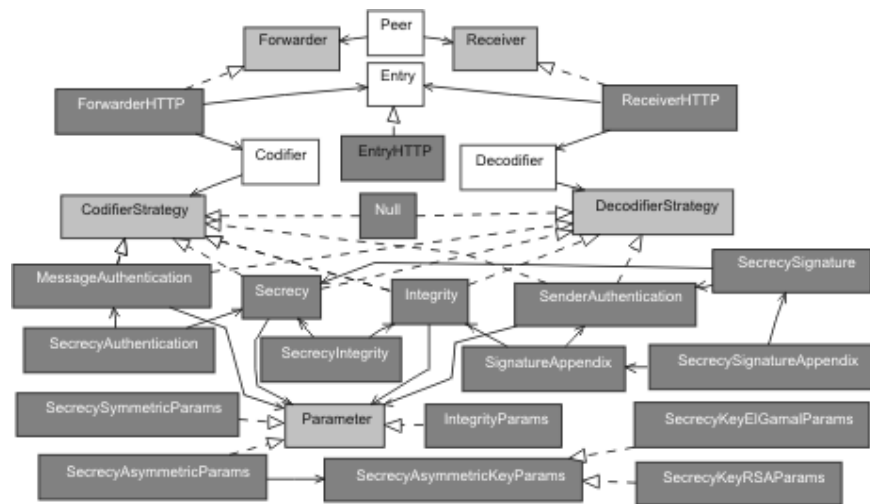 Peer
Forwarder
Receiver
Entry
ForwarderHTTP
ReceiverHTTP
Codifier
EntryHTTP
Decodifier
CodifierStrategy
Null
DecodifierStrategy
MessageAuthentication
Secrecy
Integrity
SenderAuthentication
SecrecySignature
SecrecyAuthentication
SecrecyIntegrity
SignatureAppendix
SecrecySignatureAppendix
SecrecySymmetricParams
Parameter
IntegrityParams
SecrecyKeyElGamalParams
SecrecyAsymmetricParams
SecrecyAsymmetricKeyParams
SecrecyKeyRSAParams